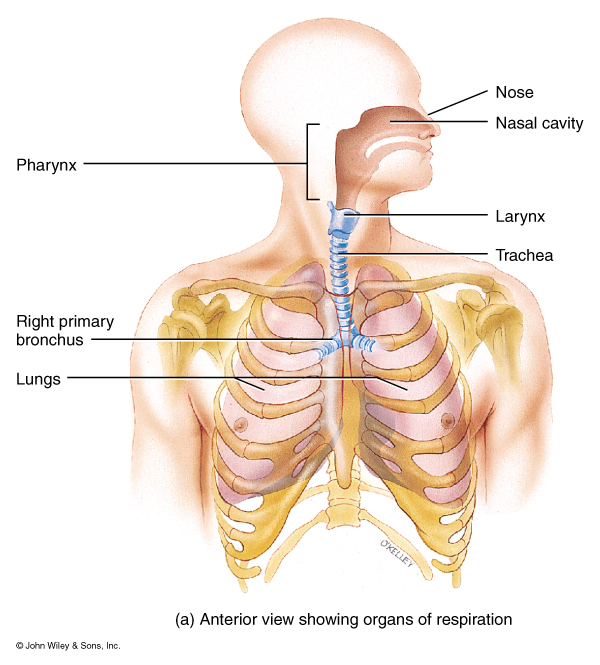 Nose
Nasal cavity
Pharynx
Larynx
Trachea
Right primary
bronchus
Lungs
O'KELLEY
(a) Anterior view showing organs of respiration
© John Wiley & Sons, Inc.